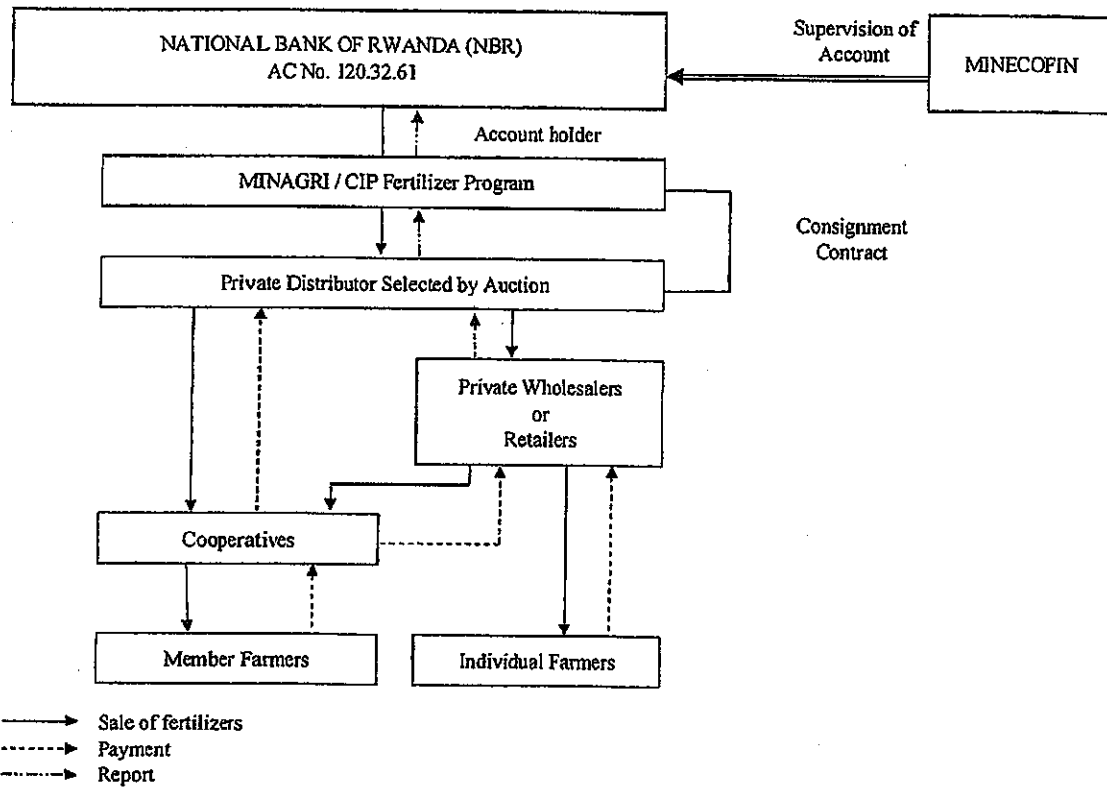 NATIONAL BANK OF RWANDA (NBR)
AC No. 120.32.61
Supervision of
Account
MINECOFIN
Account holder
MINAGRI / CIP Fertilizer Program
Consignment
Contract
Private Distributor Selected by Auction
Private Wholesalers
or
Retailers
Cooperatives
Member Farmers
Individual Farmers
Sale of fertilizers
Payment
Report